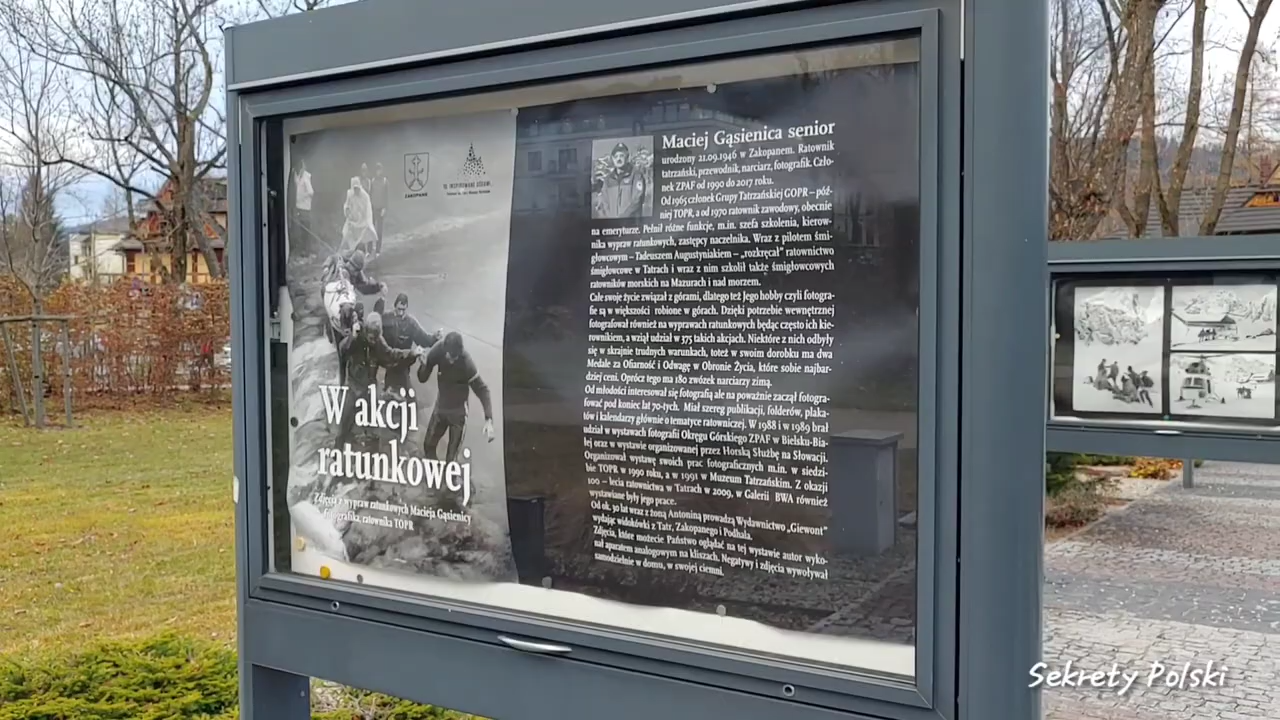 ZAKOPANE
W akcji
ratunkowej
Zdjęcia z wypraw ratunkowych Macieja Gąsienicy
fotografika, ratownika TOPR
Maciej Gąsienica senior
urodzony 21.09.1946 w Zakopanem. Ratownik
tatrzański, przewodnik, narciarz, fotografik. Czło-
nek ZPAF od 1990 do 2017 roku.
Od 1965 członek Grupy Tatrzańskiej GOPR – póź-
niej TOPR, a od 1970 ratownik zawodowy, obecnie
na emeryturze. Pełnił różne funkcje, m.in. szefa szkolenia, kierow-
nika wypraw ratunkowych, zastępcy naczelnika. Wraz z pilotem śmi-
głowcowym – Tadeuszem Augustyniakiem – „rozkręcał” ratownictwo
śmigłowcowe w Tatrach i wraz z nim szkolił także śmigłowcowych
ratowników morskich na Mazurach i nad morzem.
Całe swoje życie związał z górami, dlatego też Jego hobby czyli fotogra-
fie są w większości robione w górach. Dzięki potrzebie wewnętrznej
fotografował również na wyprawach ratunkowych będąc często ich kie-
rownikiem, a wziął udział w 375 takich akcjach. Niektóre z nich odbyły
się w skrajnie trudnych warunkach, toteż w swoim dorobku ma dwa
Medale za Ofiarność i Odwagę w Obronie Życia, które sobie najbar-
dziej ceni. Oprócz tego ma 180 zwózek narciarzy zimą.
Od młodości interesował się fotografią ale na poważnie zaczął fotogra-
fować pod koniec lat 70-tych. Miał szereg publikacji, folderów, plaka-
tów i kalendarzy głównie o tematyce ratowniczej. W 1988 i w 1989 brał
udział w wystawach fotografii Okręgu Górskiego ZPAF w Bielsku-Bia-
łej oraz w wystawie organizowanej przez Horską Służbę na Słowacji.
Organizował wystawę swoich prac fotograficznych m.in. w siedzi-
bie TOPR w 1990 roku, a w 1991 w Muzeum Tatrzańskim. Z okazji
100 – lecia ratownictwa w Tatrach w 2009, w Galerii BWA również
wystawiane były jego prace.
Od ok. 30 lat wraz z żoną Antoniną prowadzą Wydawnictwo „Giewont”
wydając widokówki z Tatr, Zakopanego i Podhala.
Zdjęcia, które możecie Państwo oglądać na tej wystawie autor wyko-
nał aparatem analogowym na kliszach. Negatywy i zdjęcia wywoływał
samodzielnie w domu, w swojej ciemni.
Sekrety Polski